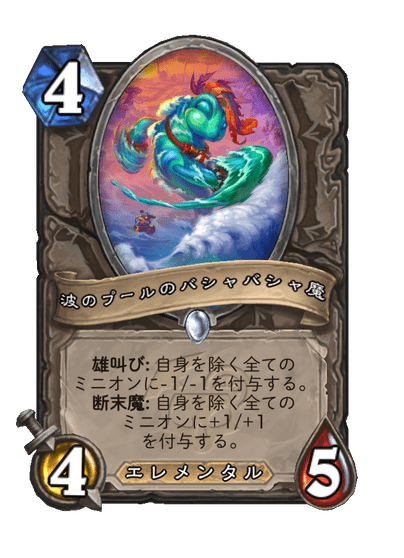 4
波のプールのバシャバシャ魔
雄叫び: 自身を除く全ての
ミニオンに-1/-1を付与する。
断末魔: 自身を除く全ての
ミニオンに+1/+1
を付与する。
4
エレメンタル
5